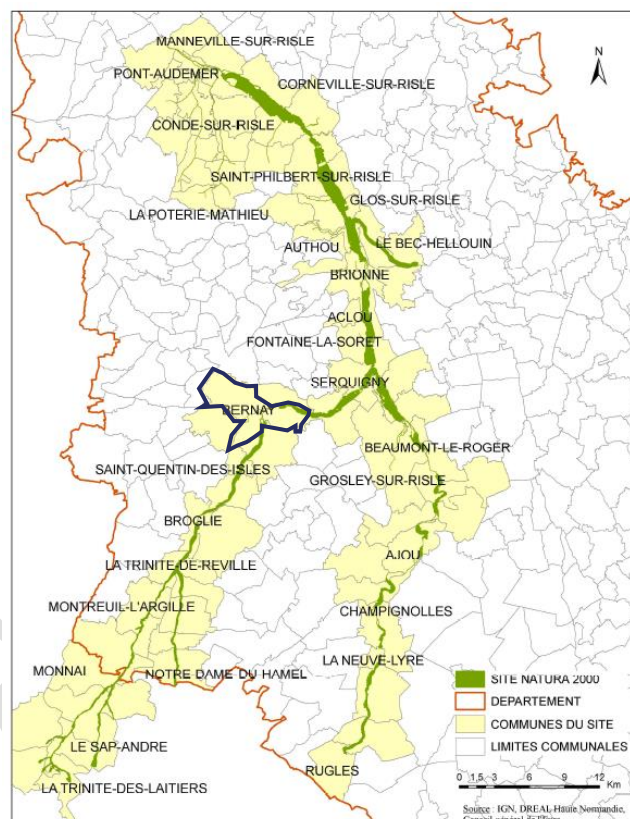 MANNEVILLE-SUR-RISLE
N
PONT-AUDEMER
CORNEVILLE-SUR-RISLE
CONDE-SUR-RISLE
SAINT-PHILBERT-SUR-RISLE
GLOS-SUR-RISLE
LA POTERIE-MATHIEU
LE BEC-HELLOUIN
AUTHOU
BRIONNE
ACLOU
FONTAINE-LA-SORET
SERQUIGNY
BERNAY
BEAUMONT-LE-ROGER
SAINT-QUENTIN-DES-ISLES
GROSLEY-SUR-RISLE
BROGLIE
AJOU
LA TRINITE-DE-REVILLE
MONTREUIL-L'ARGILLE
CHAMPIGNOLLES
LA NEUVE-LYRE
MONNAI
NOTRE DAME DU HAMEL
SITE NATURA 2000
DEPARTEMENT
COMMUNES DU SITE
LE SAP-ANDRE
LIMITES COMMUNALES
RUGLES
LA TRINITE-DES-LAITIERS
0 1,5 3 6 9 12
Km
Source : IGN, DREAL Haute Normandie,
Conseil général de l'Eure